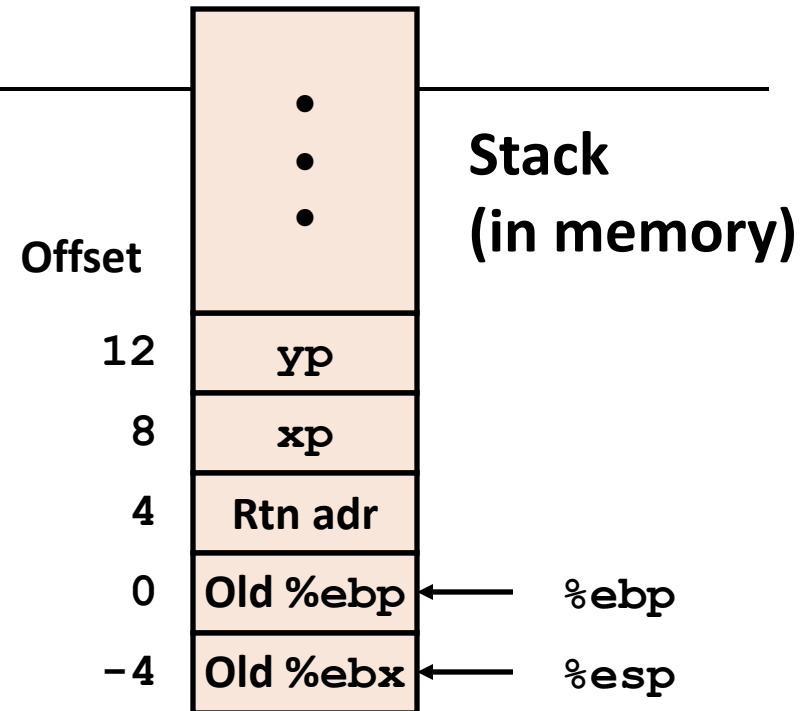 Stack
(in memory)
Offset
12 yp
8 xp
4 Rtn adr
0 Old %ebp %ebp
-4 Old %ebx %esp